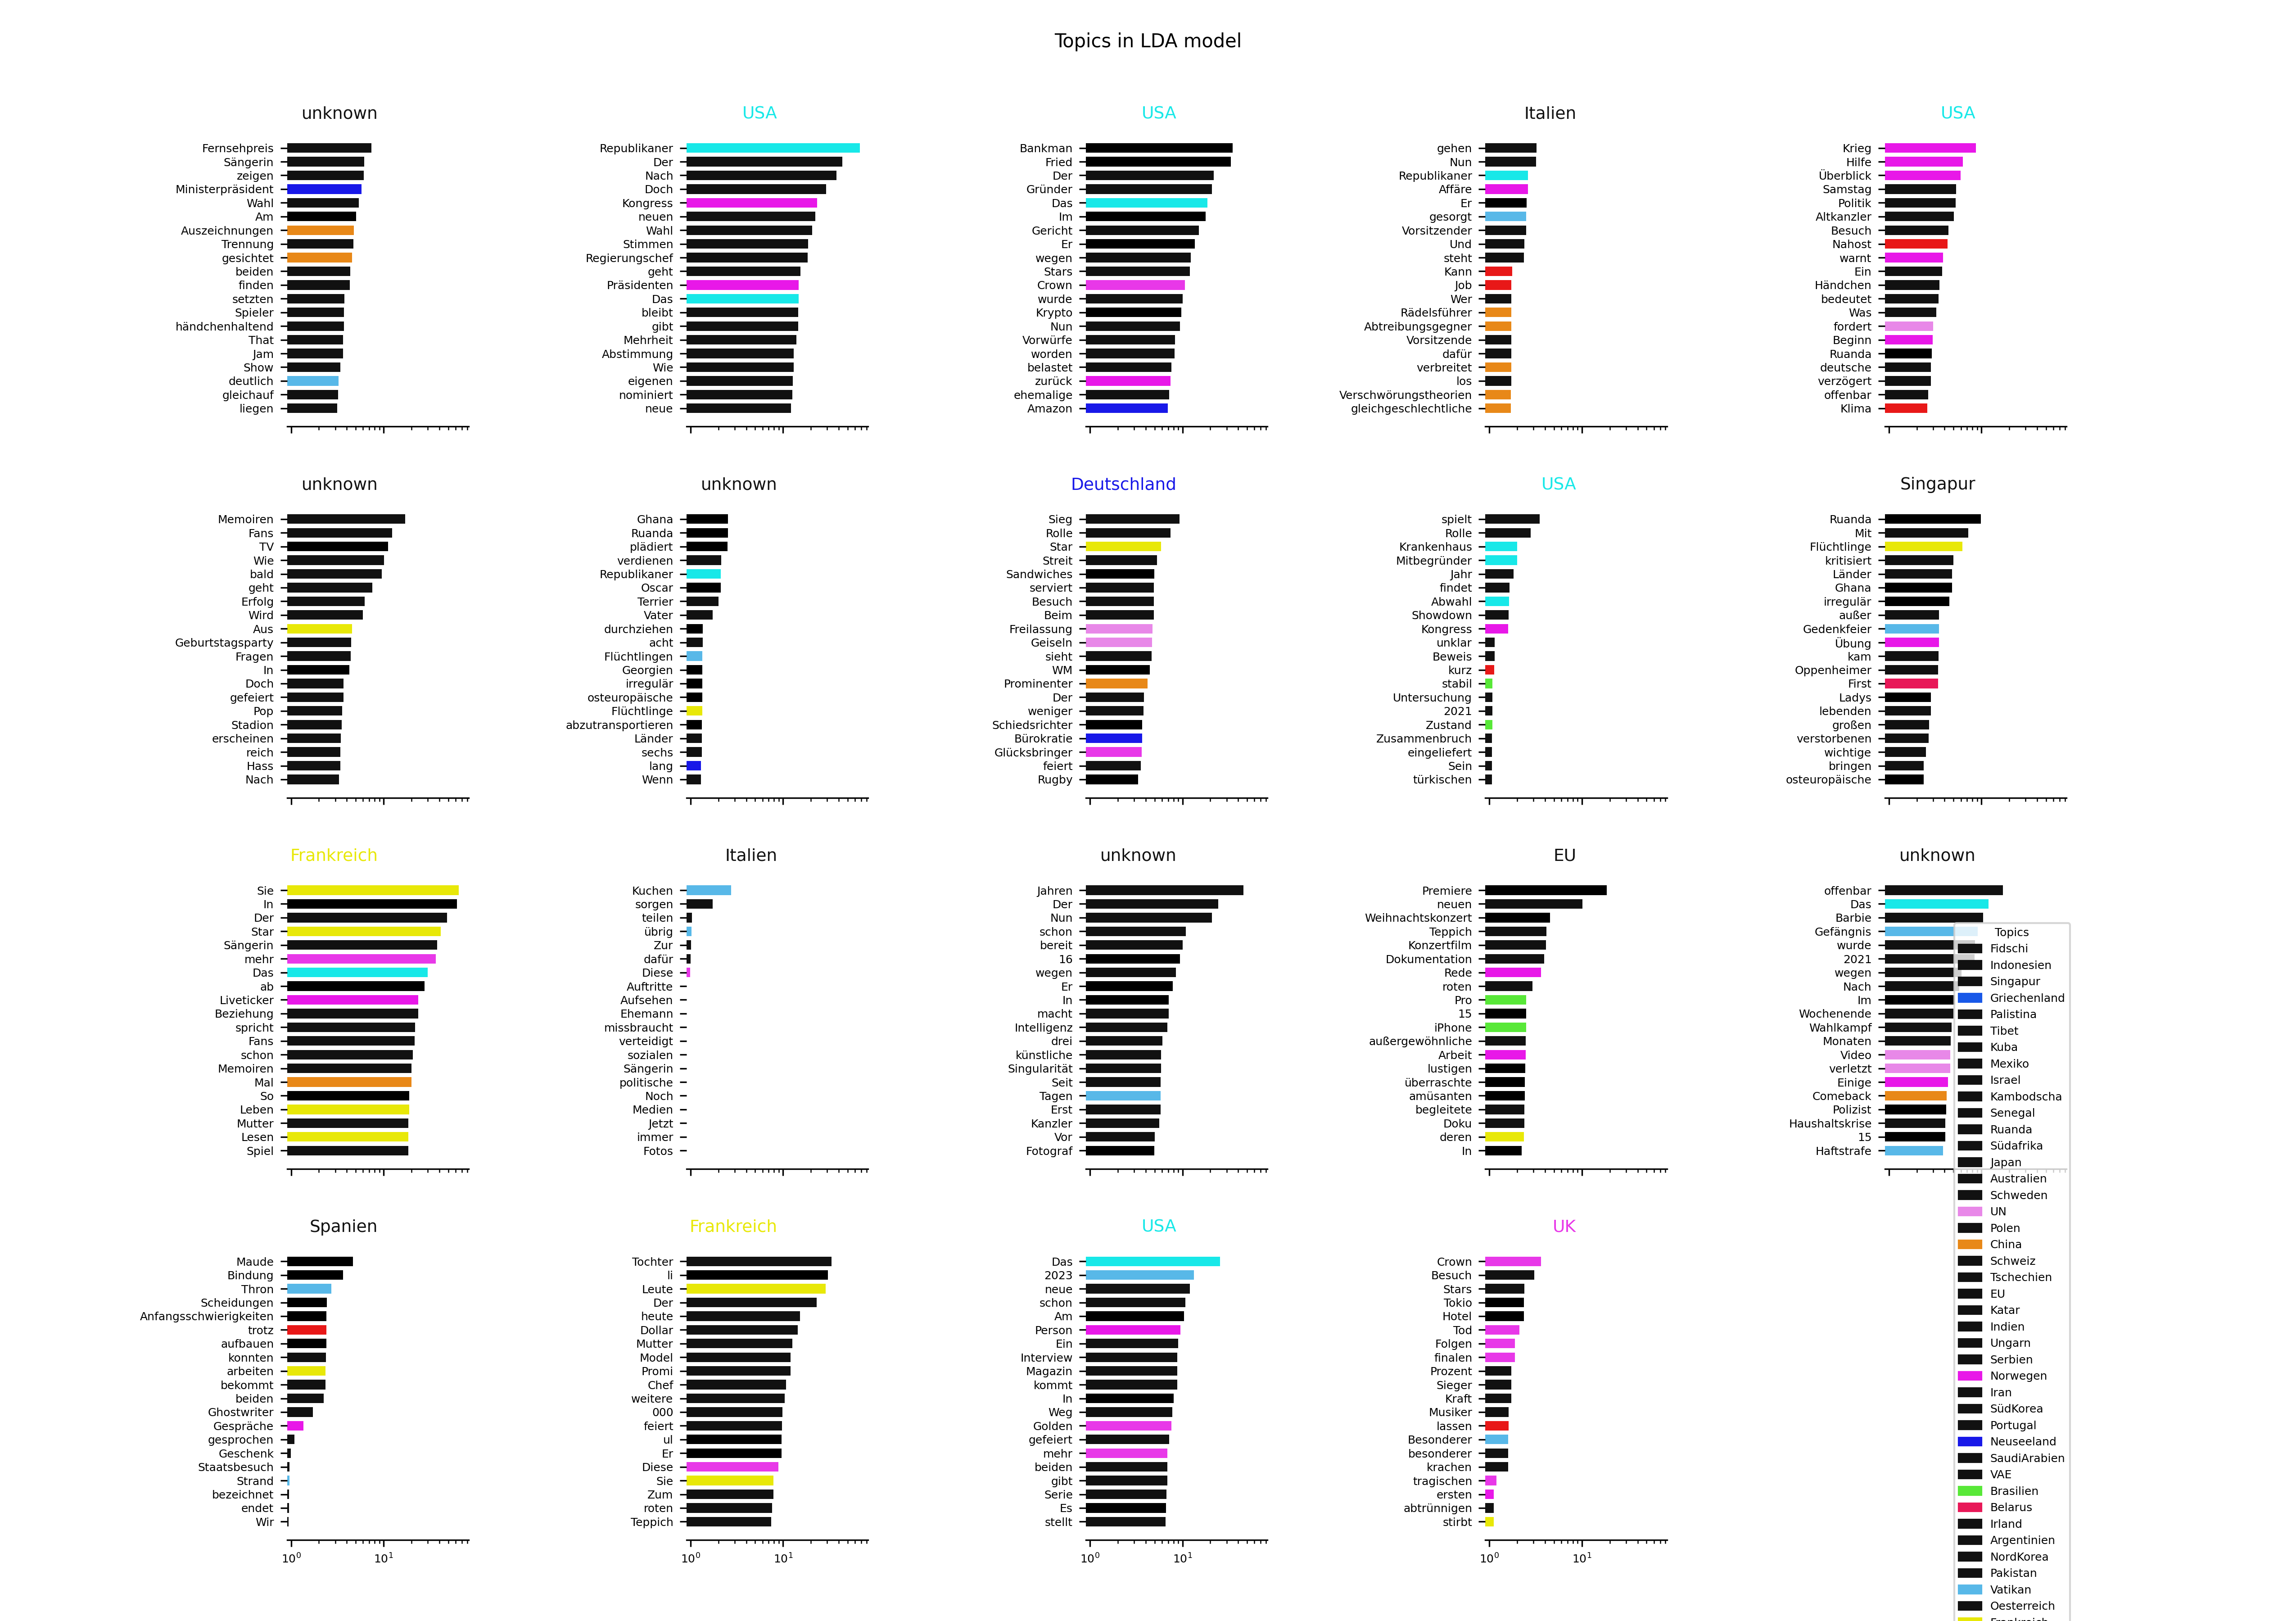 Topics in LDA model
unknown
Fernsehpreis
Sängerin
zeigen
Ministerpräsident
Wahl
Am
Auszeichnungen
Trennung
gesichtet
beiden
finden
setzten
Spieler
händchenhaltend
That
Jam
Show
deutlich
gleichauf
liegen
USA
Republikaner
Der
Nach
Doch
Kongress
neuen
Wahl
Stimmen
Regierungschef
geht
Präsidenten
Das
bleibt
gibt
Mehrheit
Abstimmung
Wie
eigenen
nominiert
neue
USA
Bankman
Fried
Der
Gründer
Das
Im
Gericht
Er
wegen
Stars
Crown
wurde
Krypto
Nun
Vorwürfe
worden
belastet
zurück
ehemalige
Amazon
Italien
gehen
Nun
Republikaner
Affäre
Er
gesorgt
Vorsitzender
Und
steht
Kann
Job
Wer
Rädelsführer
Abtreibungsgegner
Vorsitzende
dafür
verbreitet
los
Verschwörungstheorien
gleichgeschlechtliche
USA
Krieg
Hilfe
Überblick
Samstag
Politik
Altkanzler
Besuch
Nahost
warnt
Ein
Händchen
bedeutet
Was
fordert
Beginn
Ruanda
deutsche
verzögert
offenbar
Klima
unknown
Memoiren
Fans
TV
Wie
bald
geht
Erfolg
Wird
Aus
Geburtstagsparty
Fragen
In
Doch
gefeiert
Pop
Stadion
erscheinen
reich
Hass
Nach
unknown
Ghana
Ruanda
plädiert
verdienen
Republikaner
Oscar
Terrier
Vater
durchziehen
acht
Flüchtlingen
Georgien
irregulär
osteuropäische
Flüchtlinge
abzutransportieren
Länder
sechs
lang
Wenn
Deutschland
Sieg
Rolle
Star
Streit
Sandwiches
serviert
Besuch
Beim
Freilassung
Geiseln
sieht
WM
Prominenter
Der
weniger
Schiedsrichter
Bürokratie
Glücksbringer
feiert
Rugby
USA
spielt
Rolle
Krankenhaus
Mitbegründer
Jahr
findet
Abwahl
Showdown
Kongress
unklar
Beweis
kurz
stabil
Untersuchung
2021
Zustand
Zusammenbruch
eingeliefert
Sein
türkischen
Singapur
Ruanda
Mit
Flüchtlinge
kritisiert
Länder
Ghana
irregulär
außer
Gedenkfeier
Übung
kam
Oppenheimer
First
Ladys
lebenden
großen
verstorbenen
wichtige
bringen
osteuropäische
Frankreich
Sie
In
Der
Star
Sängerin
mehr
Das
ab
Liveticker
Beziehung
spricht
Fans
schon
Memoiren
Mal
So
Leben
Mutter
Lesen
Spiel
Italien
Kuchen
sorgen
teilen
übrig
Zur
dafür
Diese
Auftritte
Aufsehen
Ehemann
missbraucht
verteidigt
sozialen
Sängerin
politische
Noch
Medien
Jetzt
immer
Fotos
unknown
Jahren
Der
Nun
schon
bereit
16
wegen
Er
In
macht
Intelligenz
drei
künstliche
Singularität
Seit
Tagen
Erst
Kanzler
Vor
Fotograf
EU
Premiere
neuen
Weihnachtskonzert
Teppich
Konzertfilm
Dokumentation
Rede
roten
Pro
15
iPhone
außergewöhnliche
Arbeit
lustigen
überraschte
amüsanten
begleitete
Doku
deren
In
unknown
offenbar
Das
Barbie
Gefängnis
wurde
2021
wegen
Nach
Im
Wochenende
Wahlkampf
Monaten
Video
verletzt
Einige
Comeback
Polizist
Haushaltskrise
15
Haftstrafe
Spanien
Maude
Bindung
Thron
Scheidungen
Anfangsschwierigkeiten
trotz
aufbauen
konnten
arbeiten
bekommt
beiden
Ghostwriter
Gespräche
gesprochen
Geschenk
Staatsbesuch
Strand
bezeichnet
endet
Wir
10⁰ 10¹
Frankreich
Tochter
li
Leute
Der
heute
Dollar
Mutter
Model
Promi
Chef
weitere
000
feiert
ul
Er
Diese
Sie
Zum
roten
Teppich
10⁰ 10¹
USA
Das
2023
neue
schon
Am
Person
Ein
Interview
Magazin
kommt
In
Weg
Golden
gefeiert
mehr
beiden
gibt
Serie
Es
stellt
10⁰ 10¹
UK
Crown
Besuch
Stars
Tokio
Hotel
Tod
Folgen
finalen
Prozent
Sieger
Kraft
Musiker
lassen
Besonderer
besonderer
krachen
tragischen
ersten
abtrünnigen
stirbt
10⁰ 10¹
Topics
Fidschi
Indonesien
Singapur
Griechenland
Palistina
Tibet
Kuba
Mexiko
Israel
Kambodscha
Senegal
Ruanda
Südafrika
Japan
Australien
Schweden
UN
Polen
China
Schweiz
Tschechien
EU
Katar
Indien
Ungarn
Serbien
Norwegen
Iran
SüdKorea
Portugal
Neuseeland
SaudiArabien
VAE
Brasilien
Belarus
Irland
Argentinien
NordKorea
Pakistan
Vatikan
Oesterreich